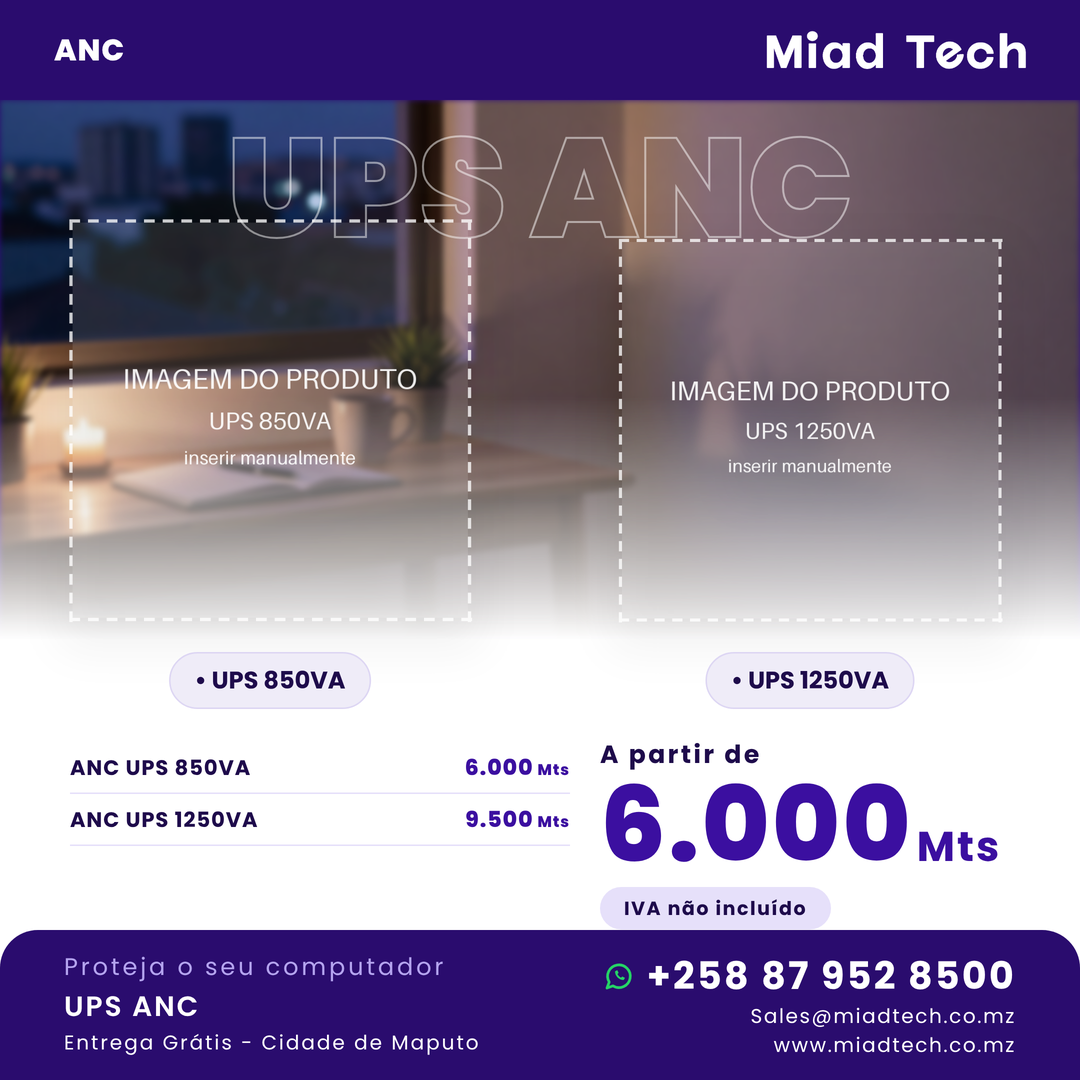 ANC
Miad Tech
UPS ANC
IMAGEM DO PRODUTO
UPS 850VA
inserir manualmente
IMAGEM DO PRODUTO
UPS 1250VA
inserir manualmente
• UPS 850VA
• UPS 1250VA
ANC UPS 850VA 6.000 Mts
ANC UPS 1250VA 9.500 Mts
A partir de
6.000 Mts
IVA não incluído
Proteja o seu computador
UPS ANC
Entrega Grátis - Cidade de Maputo
+258 87 952 8500
Sales@miadtech.co.mz
www.miadtech.co.mz